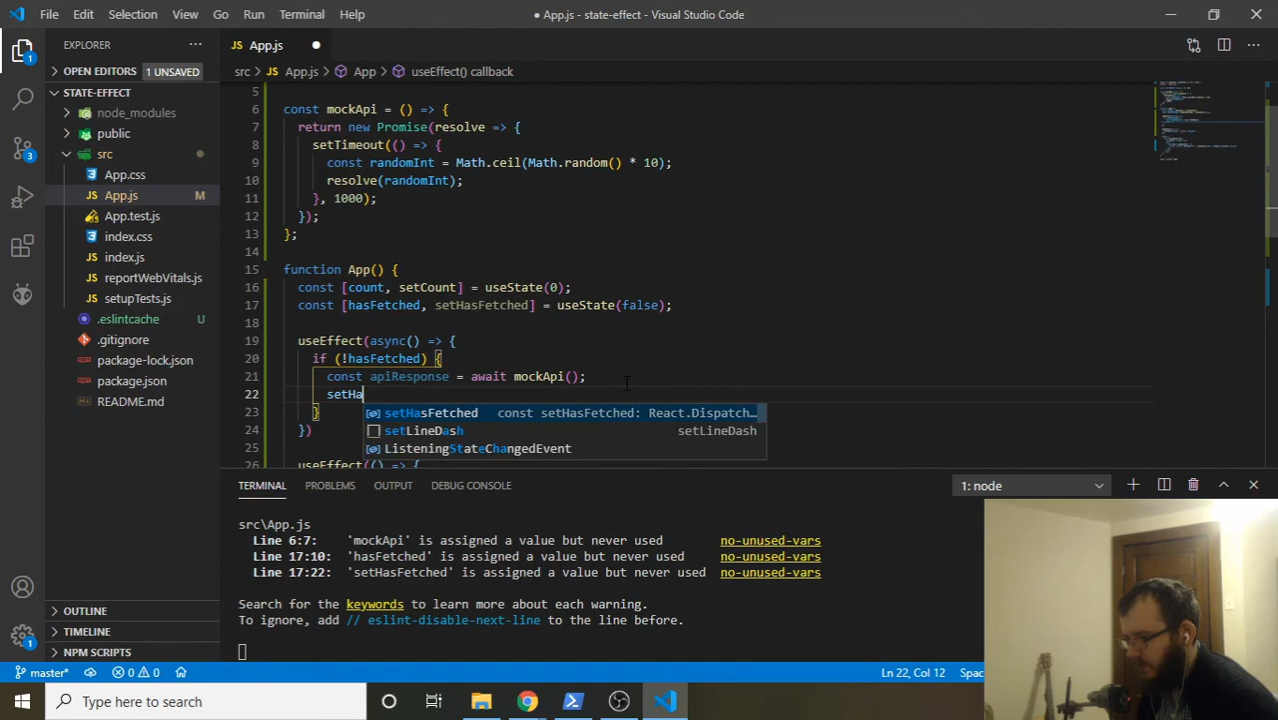 File Edit Selection View Go Run Terminal Help ● App.js - state-effect - Visual Studio Code
EXPLORER ··· JS App.js ●
OPEN EDITORS 1 UNSAVED
src > JS App.js > App > useEffect() callback
STATE-EFFECT
node_modules
public
src
App.css
JS App.js M
App.test.js
index.css
JS index.js
JS reportWebVitals.js
JS setupTests.js
.eslintcache U
.gitignore
package-lock.json
package.json
README.md
OUTLINE
TIMELINE
NPM SCRIPTS
5
6 const mockApi = () => {
7 return new Promise(resolve => {
8 setTimeout(() => {
9 const randomInt = Math.ceil(Math.random() * 10);
10 resolve(randomInt);
11 }, 1000);
12 });
13 };
14
15 function App() {
16 const [count, setCount] = useState(0);
17 const [hasFetched, setHasFetched] = useState(false);
18
19 useEffect(async() => {
20 if (!hasFetched) {
21 const apiResponse = await mockApi();
22 setHa
23 }
24 })
25
26 useEffect(() => {
setHasFetched const setHasFetched: React.Dispatch…
setLineDash setLineDash
ListeningStateChangedEvent
TERMINAL PROBLEMS OUTPUT DEBUG CONSOLE 1: node
src\App.js
Line 6:7: 'mockApi' is assigned a value but never used no-unused-vars
Line 17:10: 'hasFetched' is assigned a value but never used no-unused-vars
Line 17:22: 'setHasFetched' is assigned a value but never used no-unused-vars
Search for the keywords to learn more about each warning.
To ignore, add // eslint-disable-next-line to the line before.
master* 0 0 Ln 22, Col 12 Spac
Type here to search